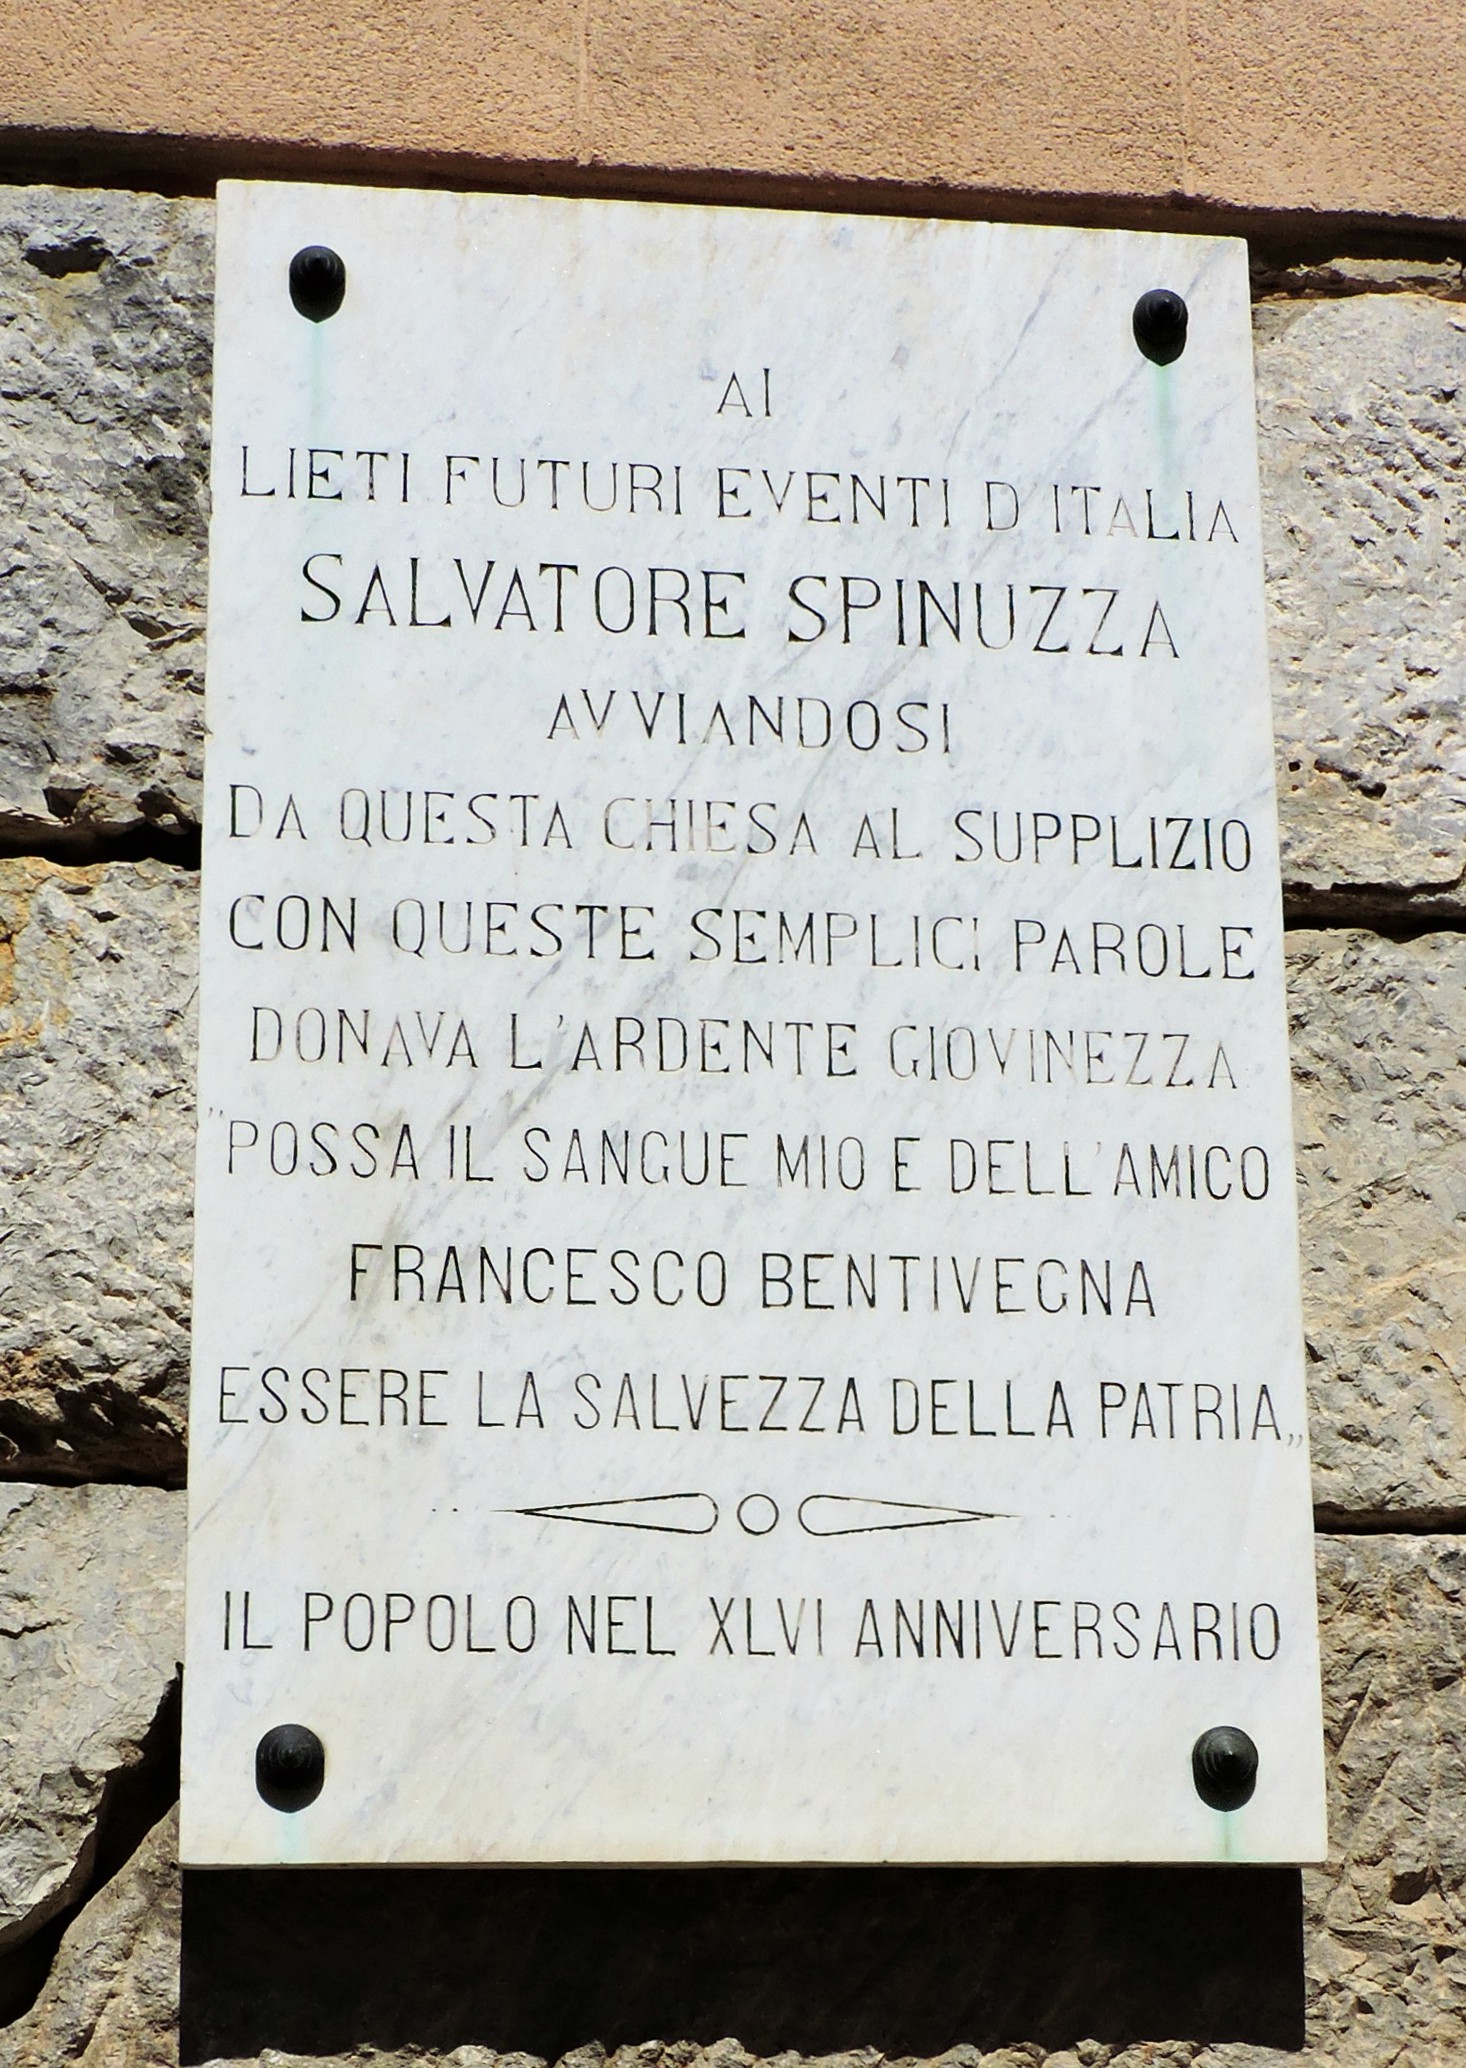 AI
LIETI FUTURI EVENTI D'ITALIA
SALVATORE SPINUZZA
AVVIANDOSI
DA QUESTA CHIESA AL SUPPLIZIO
CON QUESTE SEMPLICI PAROLE
DONAVA L'ARDENTE GIOVINEZZA
"POSSA IL SANGUE MIO E DELL'AMICO
FRANCESCO BENTIVEGNA
ESSERE LA SALVEZZA DELLA PATRIA„
IL POPOLO NEL XLVI ANNIVERSARIO